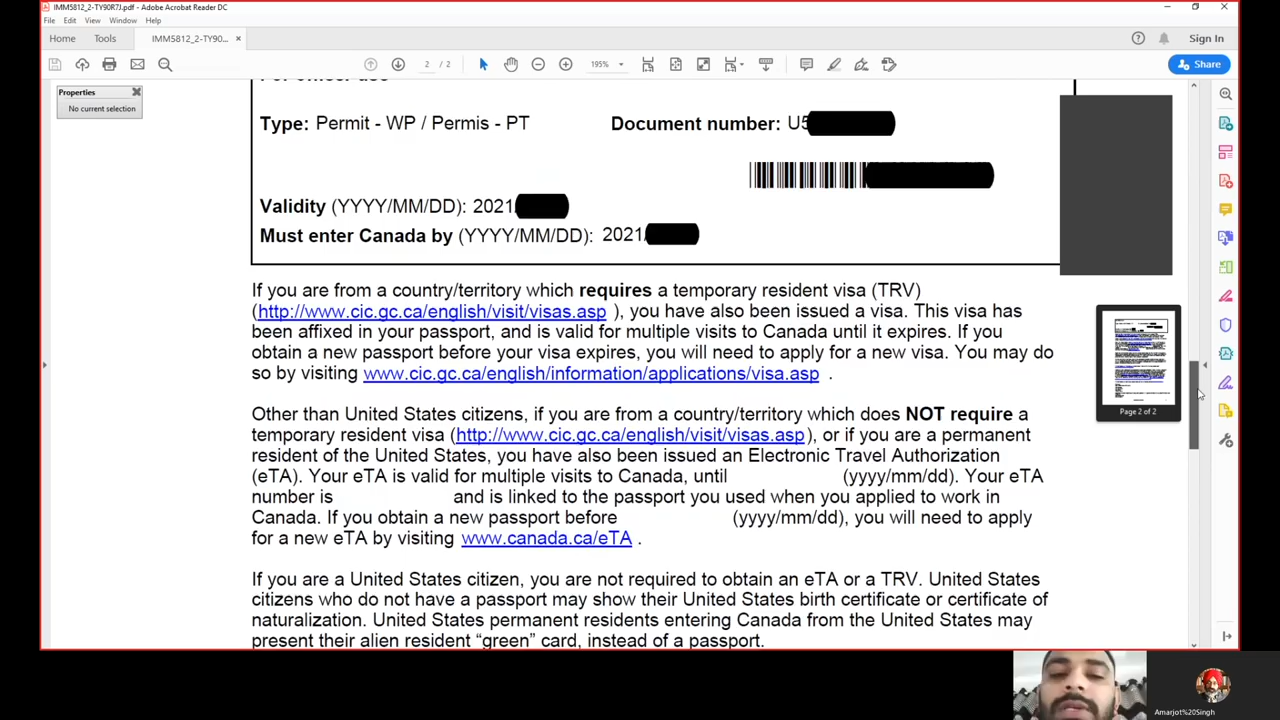 IMM5812_2-TY90R7J.pdf - Adobe Acrobat Reader DC
File Edit View Window Help
Home Tools IMM5812_2-TY90... × Sign In
2 / 2 195% Share
Properties
No current selection
For officer use
Type: Permit - WP / Permis - PT Document number: U5
Validity (YYYY/MM/DD): 2021/
Must enter Canada by (YYYY/MM/DD): 2021/
If you are from a country/territory which requires a temporary resident visa (TRV)
(http://www.cic.gc.ca/english/visit/visas.asp ), you have also been issued a visa. This visa has
been affixed in your passport, and is valid for multiple visits to Canada until it expires. If you
obtain a new passport before your visa expires, you will need to apply for a new visa. You may do
so by visiting www.cic.gc.ca/english/information/applications/visa.asp .
Other than United States citizens, if you are from a country/territory which does NOT require a
temporary resident visa (http://www.cic.gc.ca/english/visit/visas.asp), or if you are a permanent
resident of the United States, you have also been issued an Electronic Travel Authorization
(eTA). Your eTA is valid for multiple visits to Canada, until (yyyy/mm/dd). Your eTA
number is and is linked to the passport you used when you applied to work in
Canada. If you obtain a new passport before (yyyy/mm/dd), you will need to apply
for a new eTA by visiting www.canada.ca/eTA .
If you are a United States citizen, you are not required to obtain an eTA or a TRV. United States
citizens who do not have a passport may show their United States birth certificate or certificate of
naturalization. United States permanent residents entering Canada from the United States may
present their alien resident “green” card, instead of a passport.
Page 2 of 2
Amarjot%20Singh